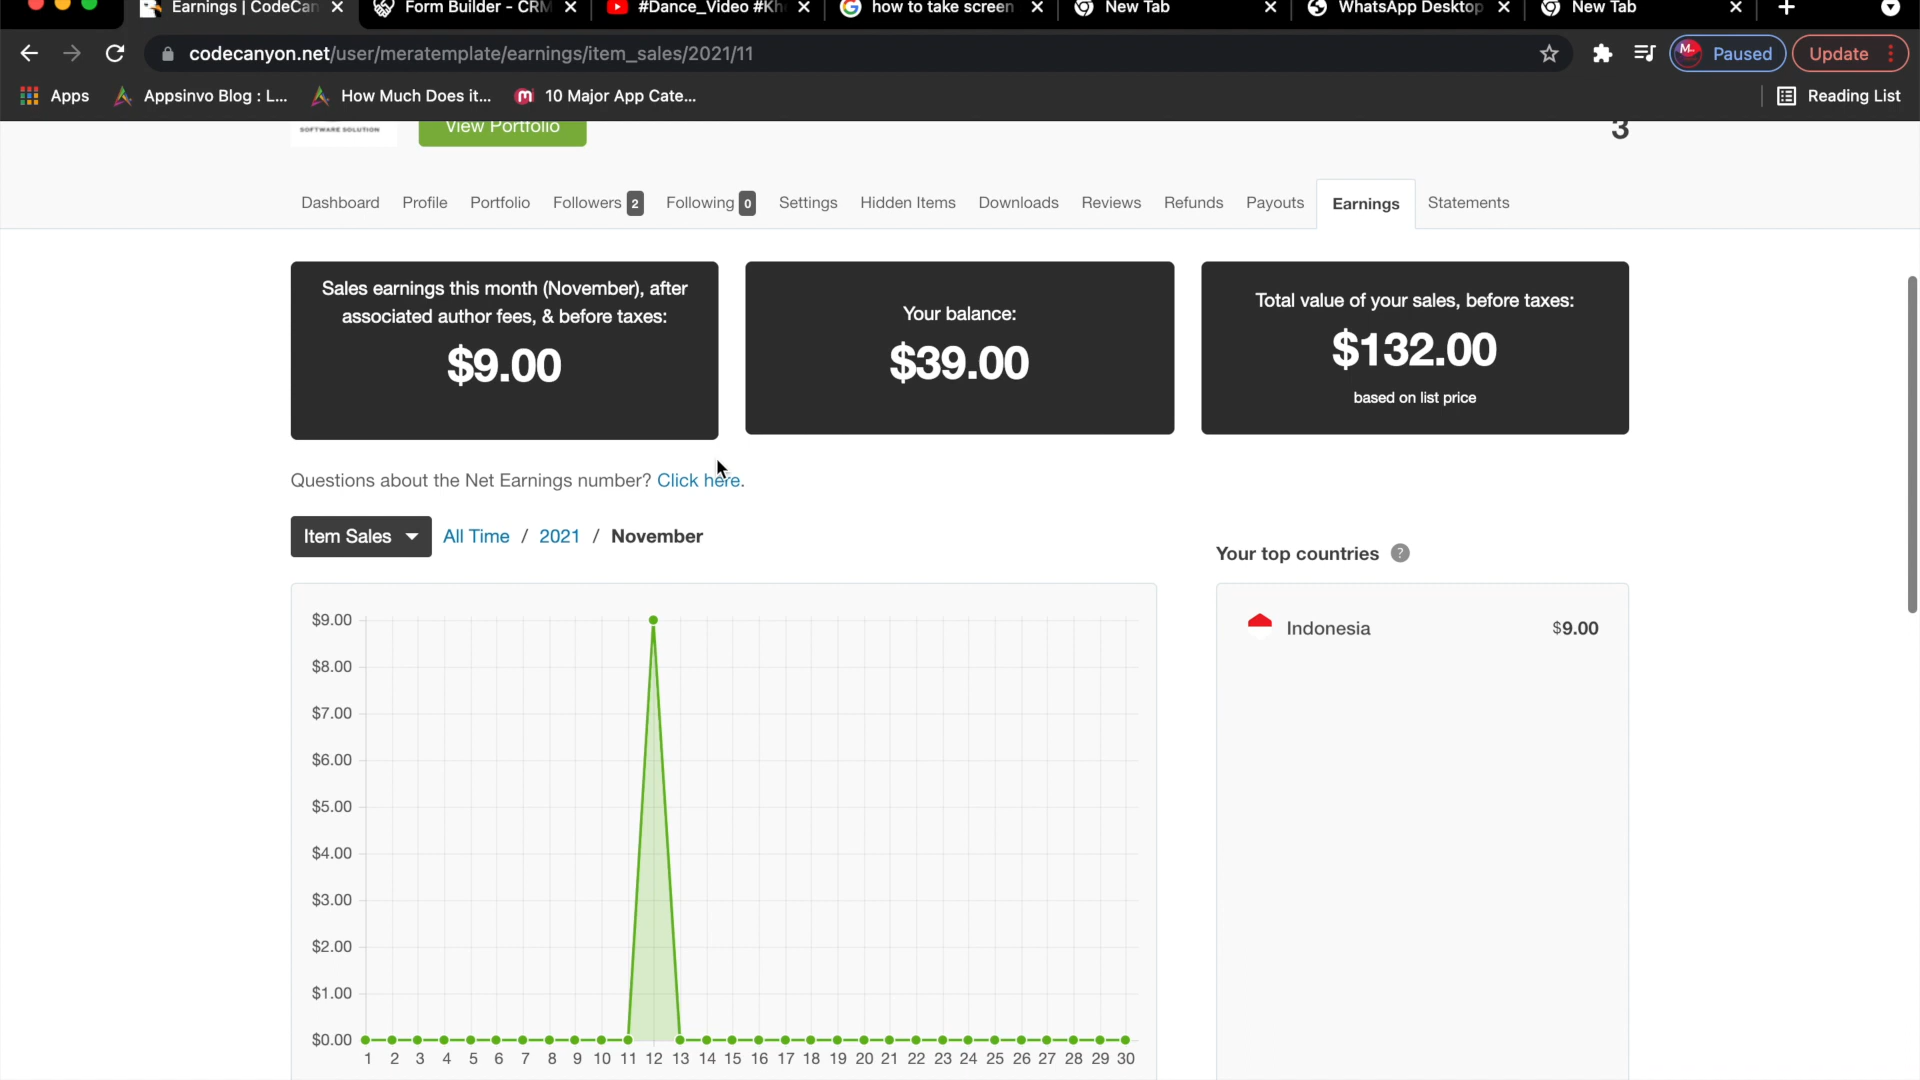 Earnings | CodeCan
Form Builder - CRM
#Dance_Video #Kh
how to take screen
New Tab
WhatsApp Desktop
New Tab
codecanyon.net/user/meratemplate/earnings/item_sales/2021/11
Paused
Update
Apps
Appsinvo Blog : L...
How Much Does it...
10 Major App Cate...
Reading List
SOFTWARE SOLUTION
View Portfolio
3
Dashboard
Profile
Portfolio
Followers 2
Following 0
Settings
Hidden Items
Downloads
Reviews
Refunds
Payouts
Earnings
Statements
Sales earnings this month (November), after
associated author fees, & before taxes:
$9.00
Your balance:
$39.00
Total value of your sales, before taxes:
$132.00
based on list price
Questions about the Net Earnings number? Click here.
Item Sales
All Time / 2021 / November
Your top countries ?
Indonesia $9.00
$9.00
$8.00
$7.00
$6.00
$5.00
$4.00
$3.00
$2.00
$1.00
$0.00
1 2 3 4 5 6 7 8 9 10 11 12 13 14 15 16 17 18 19 20 21 22 23 24 25 26 27 28 29 30